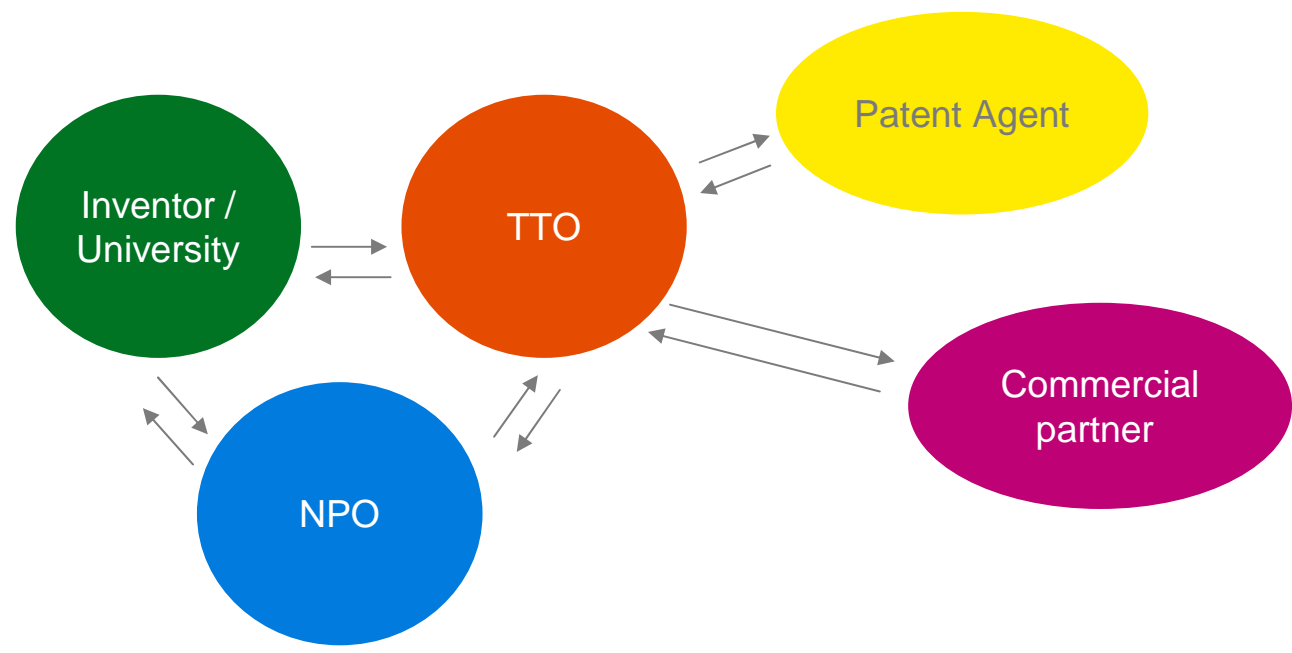 Patent Agent
Inventor /
University
TTO
Commercial
partner
NPO